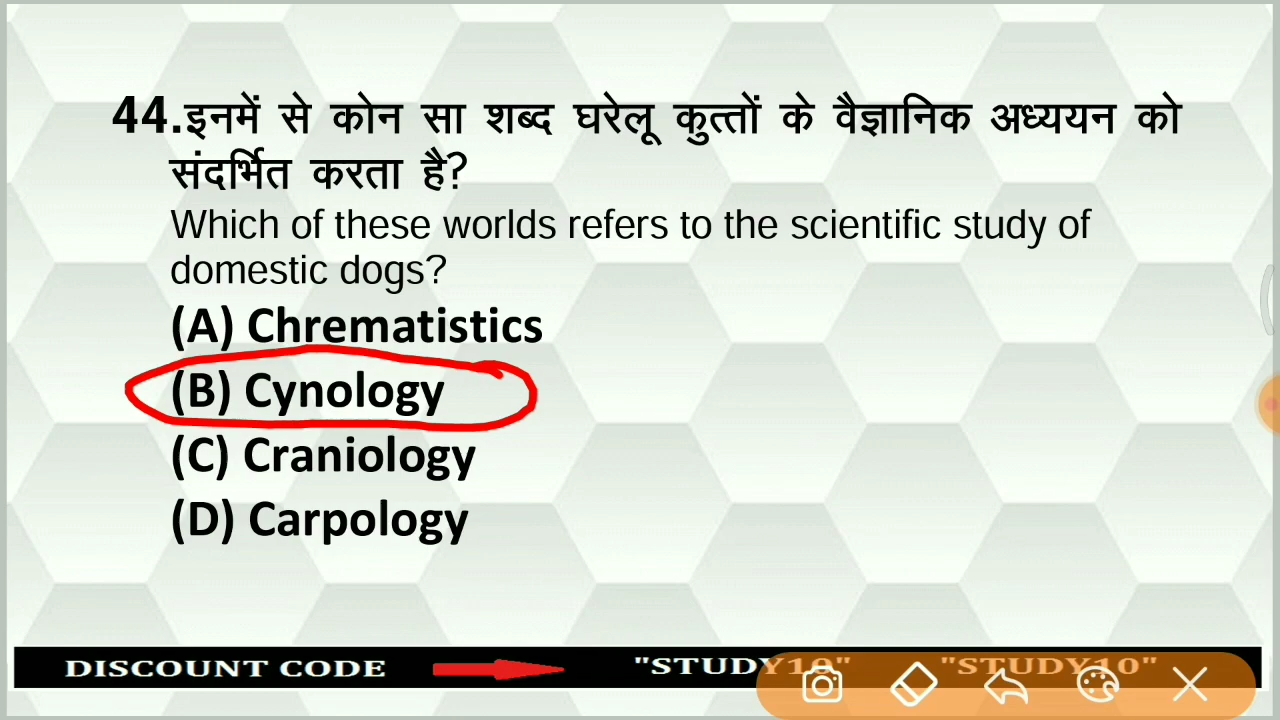 44.इनमें से कोन सा शब्द घरेलू कुत्तों के वैज्ञानिक अध्ययन को
संदर्भित करता है?
Which of these worlds refers to the scientific study of
domestic dogs?
(A) Chrematistics
(B) Cynology
(C) Craniology
(D) Carpology
DISCOUNT CODE "STUDY10" "STUDY10"